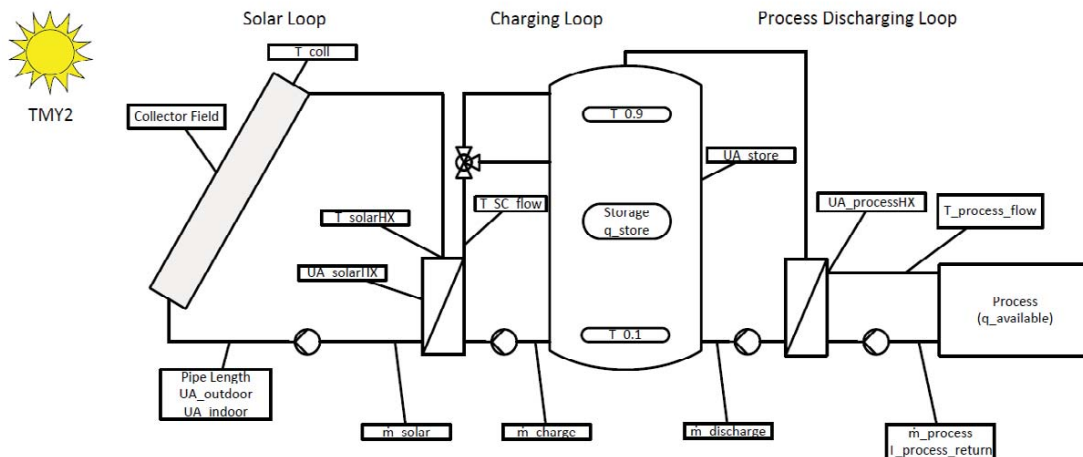 Solar Loop
Charging Loop
Process Discharging Loop
T_coll
TMY2
Collector Field
T_0.9
UA_store
T_SC_flow
T_solarHX
Storage
q_store
UA_processHX
T_process_flow
UA_solarHX
Process
(q_available)
T_0.1
Pipe Length
UA_outdoor
UA_indoor
ṁ_solar
ṁ_charge
ṁ_discharge
ṁ_process
T_process_return